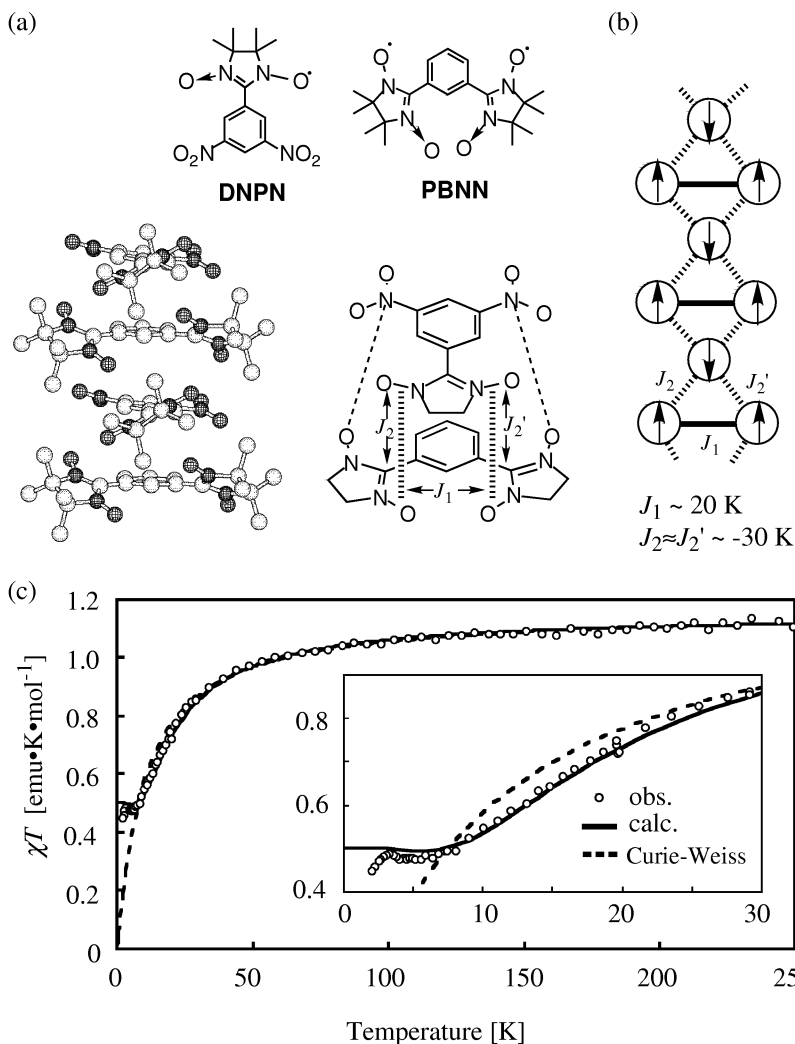 (a)
(b)
O N N O•
O2N NO2
DNPN
O• O•
N N
N N
O O
PBNN
O O
N N
O O
O N N O
J2 J2'
O O
N N
J1
N N
O O
J2 J2'
J1
J1 ~ 20 K
J2≈J2' ~ -30 K
(c)
1.2
1.0
0.8
0.6
0.4
0.2
0
χT [emu•K•mol-1]
0.8
0.6
0.4
0 10 20 30
obs.
calc.
Curie-Weiss
0 50 100 150 200 25
Temperature [K]